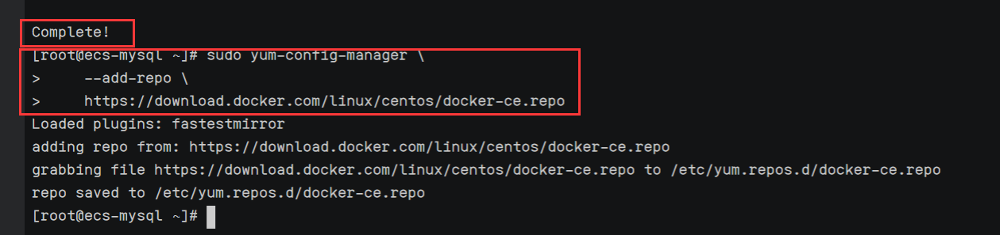 Complete!
[root@ecs-mysql ~]# sudo yum-config-manager \
>     --add-repo \
>     https://download.docker.com/linux/centos/docker-ce.repo
Loaded plugins: fastestmirror
adding repo from: https://download.docker.com/linux/centos/docker-ce.repo
grabbing file https://download.docker.com/linux/centos/docker-ce.repo to /etc/yum.repos.d/docker-ce.repo
repo saved to /etc/yum.repos.d/docker-ce.repo
[root@ecs-mysql ~]#